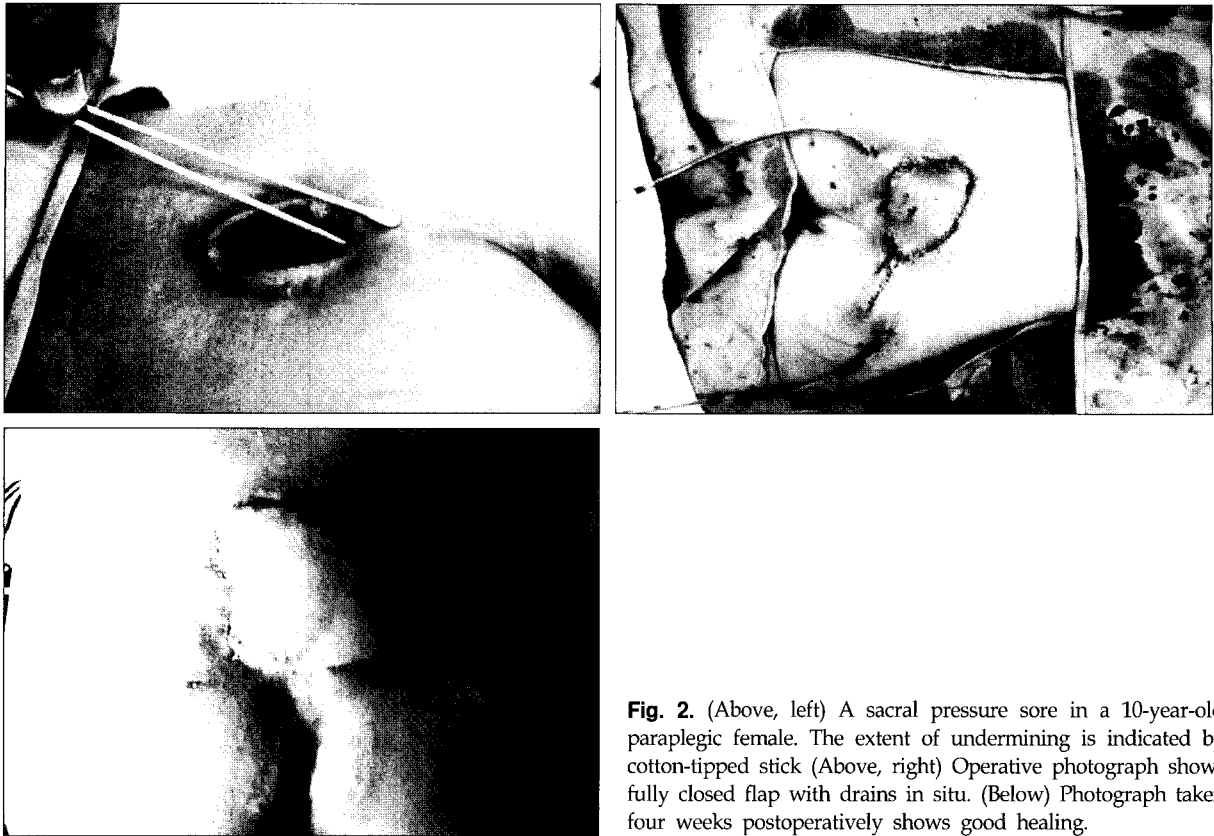 Fig. 2. (Above, left) A sacral pressure sore in a 10-year-ol
paraplegic female. The extent of undermining is indicated b
cotton-tipped stick (Above, right) Operative photograph show
fully closed flap with drains in situ. (Below) Photograph take
four weeks postoperatively shows good healing.